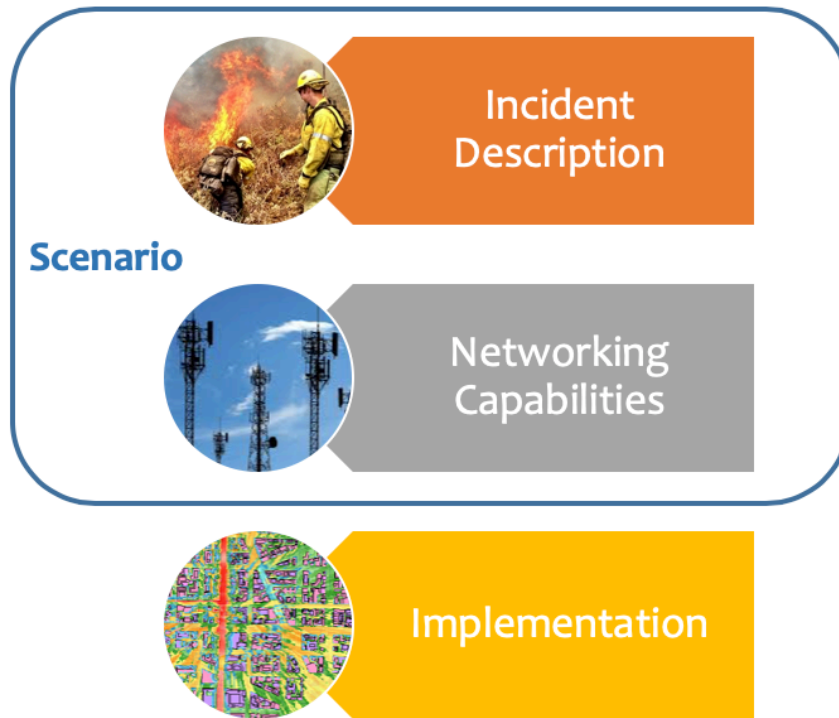 Incident
Description
Scenario
Networking
Capabilities
Implementation